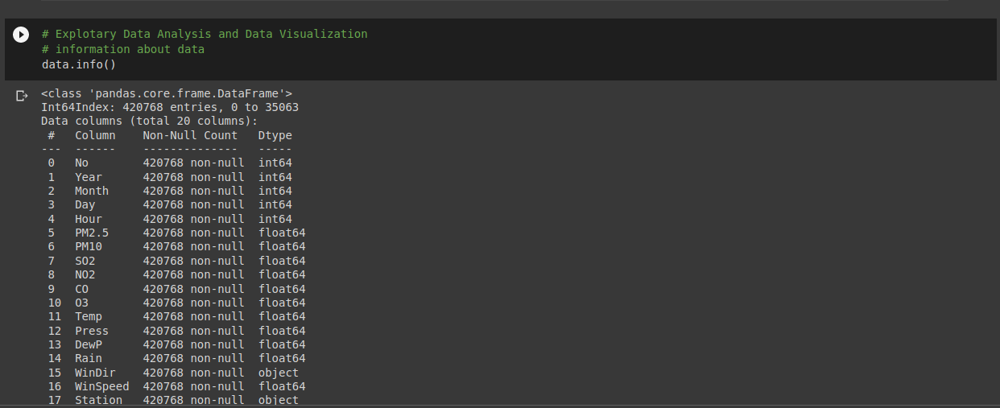 # Explotary Data Analysis and Data Visualization
# information about data
data.info()
<class 'pandas.core.frame.DataFrame'>
Int64Index: 420768 entries, 0 to 35063
Data columns (total 20 columns):
 #   Column    Non-Null Count   Dtype
---  ------    --------------   -----
 0   No        420768 non-null  int64
 1   Year      420768 non-null  int64
 2   Month     420768 non-null  int64
 3   Day       420768 non-null  int64
 4   Hour      420768 non-null  int64
 5   PM2.5     420768 non-null  float64
 6   PM10      420768 non-null  float64
 7   SO2       420768 non-null  float64
 8   NO2       420768 non-null  float64
 9   CO        420768 non-null  float64
 10  O3        420768 non-null  float64
 11  Temp      420768 non-null  float64
 12  Press     420768 non-null  float64
 13  DewP      420768 non-null  float64
 14  Rain      420768 non-null  float64
 15  WinDir    420768 non-null  object
 16  WinSpeed  420768 non-null  float64
 17  Station   420768 non-null  object